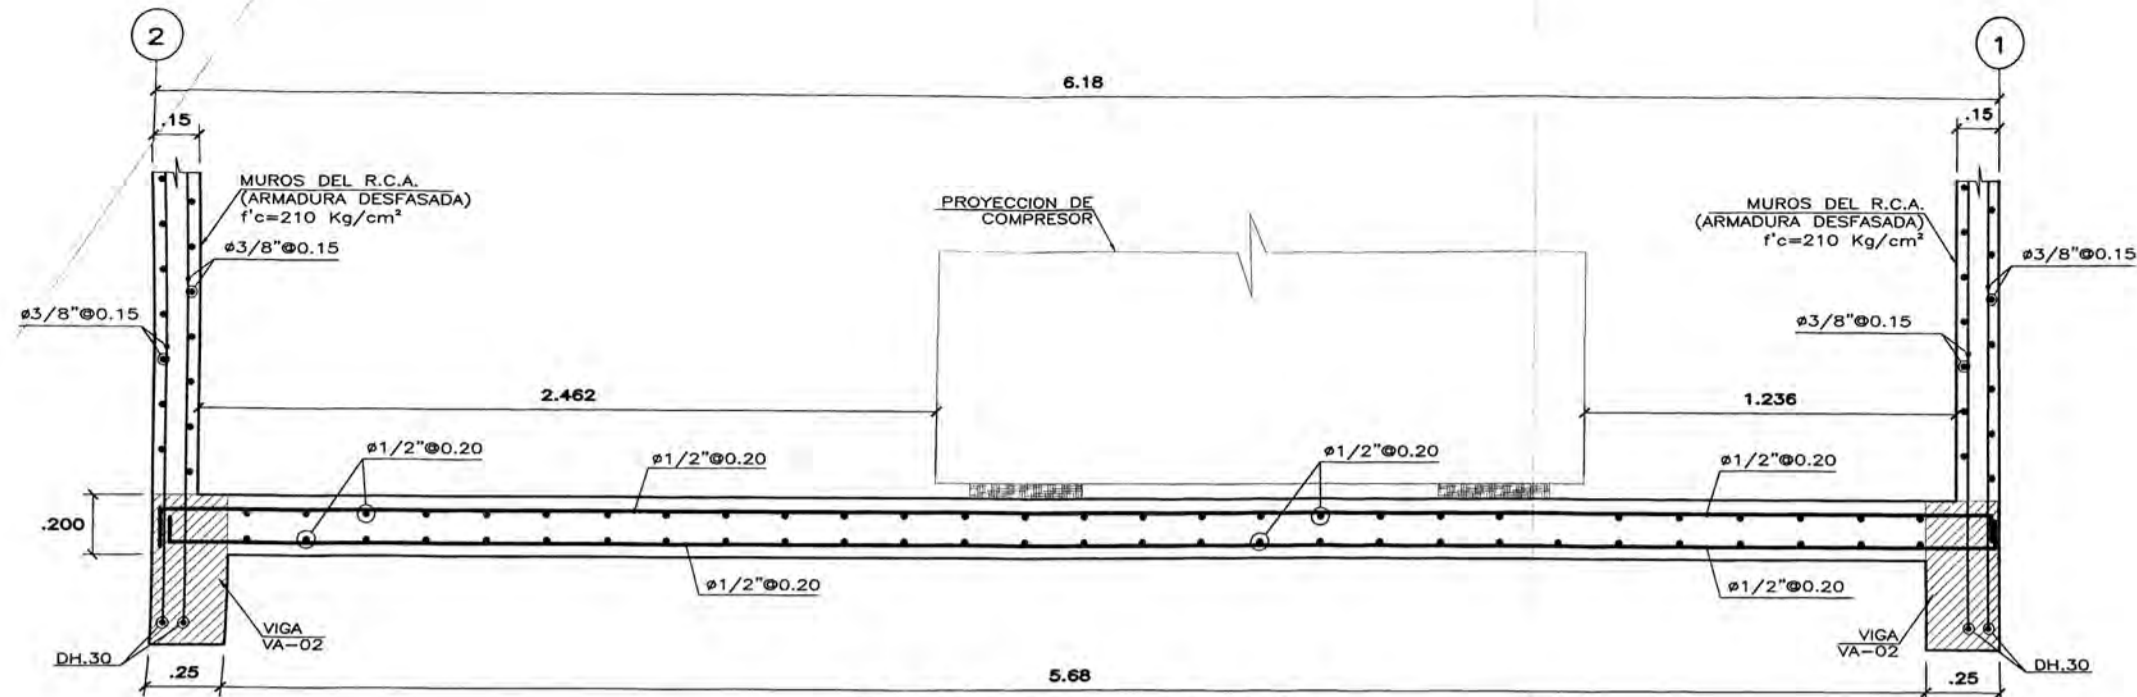 2
1
6.18
.15
.15
MUROS DEL R.C.A.
(ARMADURA DESFASADA)
f'c=210 Kg/cm²
ø3/8"@0.15
ø3/8"@0.15
PROYECCION DE
COMPRESOR
MUROS DEL R.C.A.
(ARMADURA DESFASADA)
f'c=210 Kg/cm²
ø3/8"@0.15
ø3/8"@0.15
2.462
1.236
ø1/2"@0.20
ø1/2"@0.20
ø1/2"@0.20
ø1/2"@0.20
.200
ø1/2"@0.20
ø1/2"@0.20
VIGA
VA-02
DH.30
VIGA
VA-02
DH.30
.25
5.68
.25